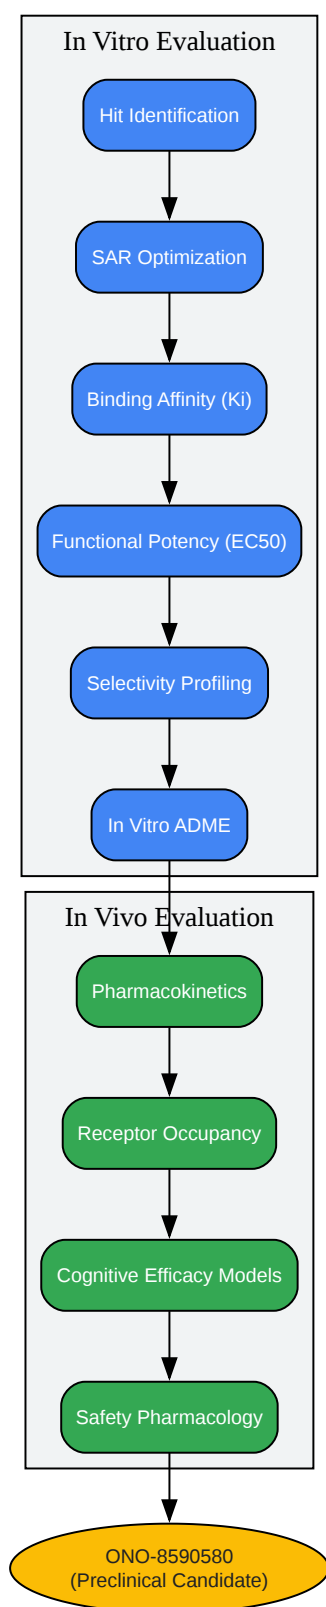 In Vitro Evaluation
Hit Identification
SAR Optimization
Binding Affinity (Ki)
Functional Potency (EC50)
Selectivity Profiling
In Vitro ADME
In Vivo Evaluation
Pharmacokinetics
Receptor Occupancy
Cognitive Efficacy Models
Safety Pharmacology
ONO-8590580
(Preclinical Candidate)